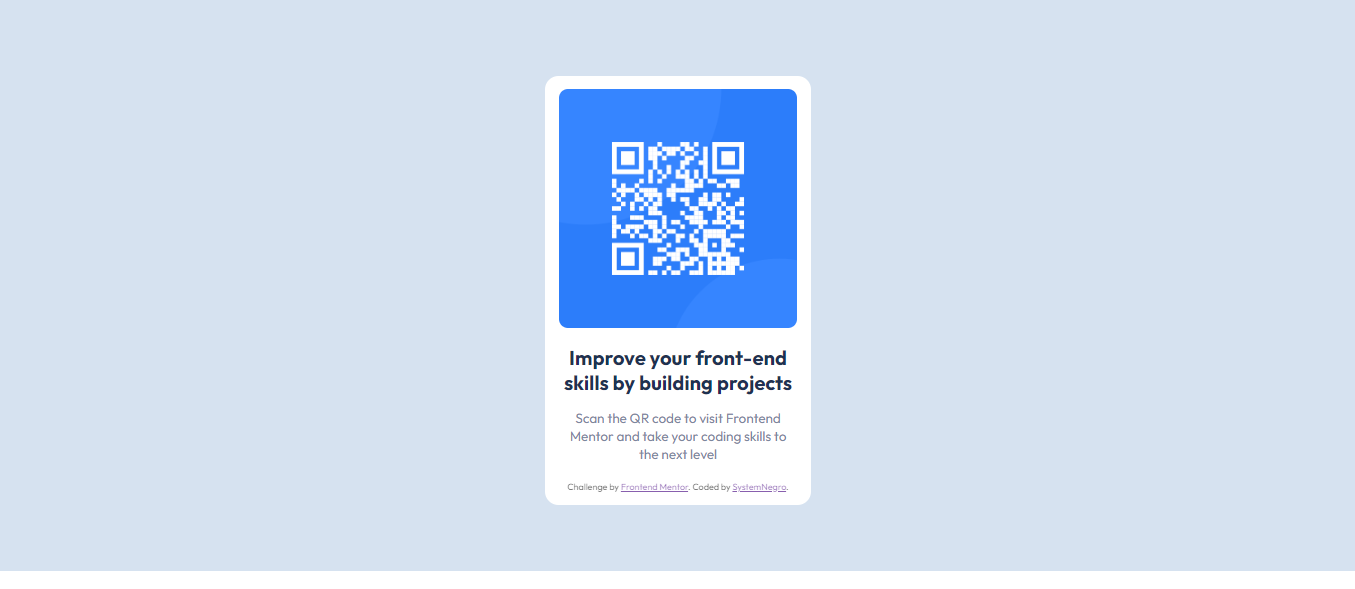 Improve your front-end
skills by building projects
Scan the QR code to visit Frontend
Mentor and take your coding skills to
the next level
Challenge by Frontend Mentor. Coded by SystemNegro.